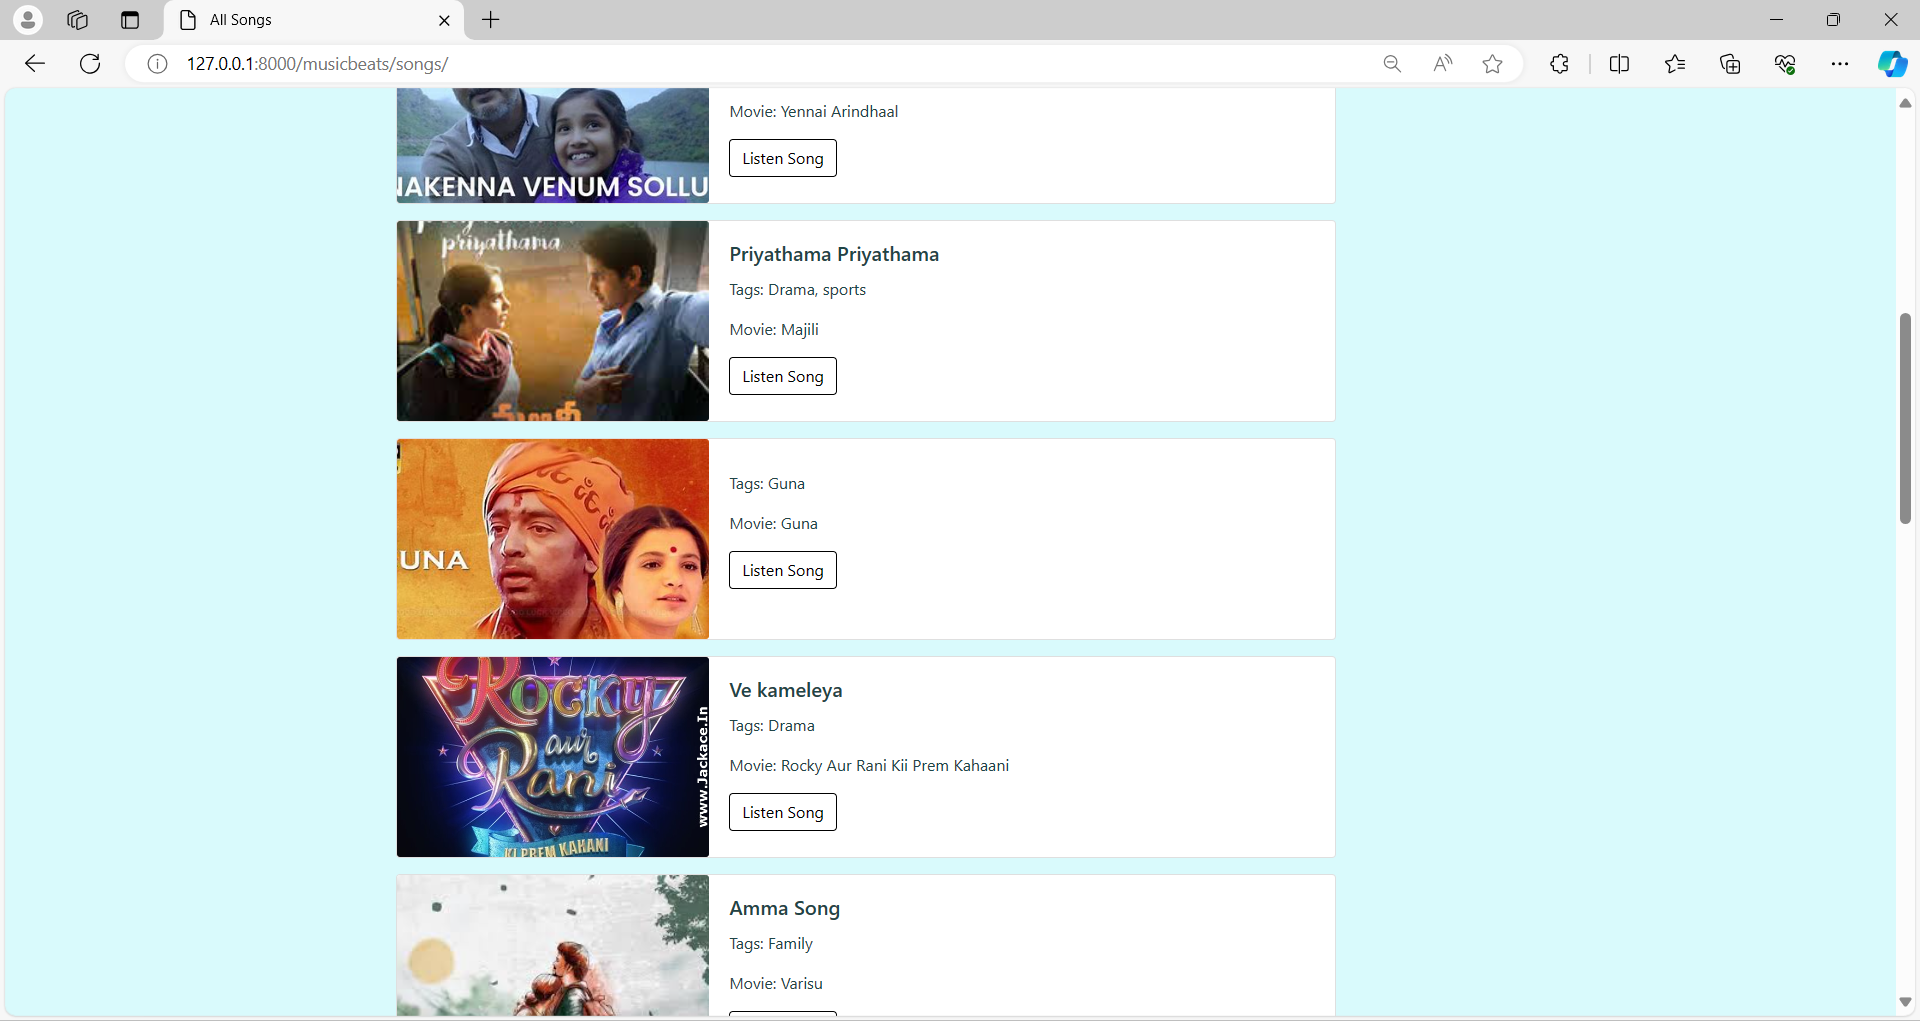 All Songs
127.0.0.1:8000/musicbeats/songs/
Movie: Yennai Arindhaal
Listen Song
NAKENNA VENUM SOLLU
priyathama
Priyathama Priyathama
Tags: Drama, sports
Movie: Majili
Listen Song
UNA
Tags: Guna
Movie: Guna
Listen Song
ROCKY
aur
Rani
KI PREM KAHANI
www.Jackace.In
Ve kameleya
Tags: Drama
Movie: Rocky Aur Rani Kii Prem Kahaani
Listen Song
Amma Song
Tags: Family
Movie: Varisu